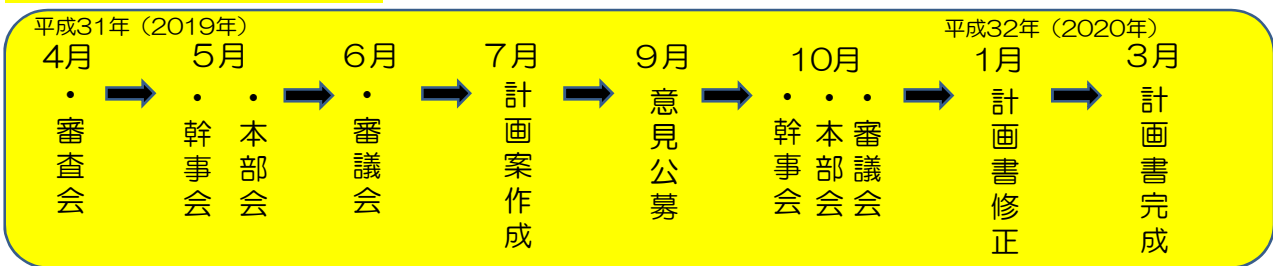 平成31年（2019年）
平成32年（2020年）
4月
5月
6月
7月
9月
10月
1月
3月
・審査会
・幹事会
・本部会
・審議会
計画案作成
意見公募
・幹事会
・本部会
・審議会
計画書修正
計画書完成